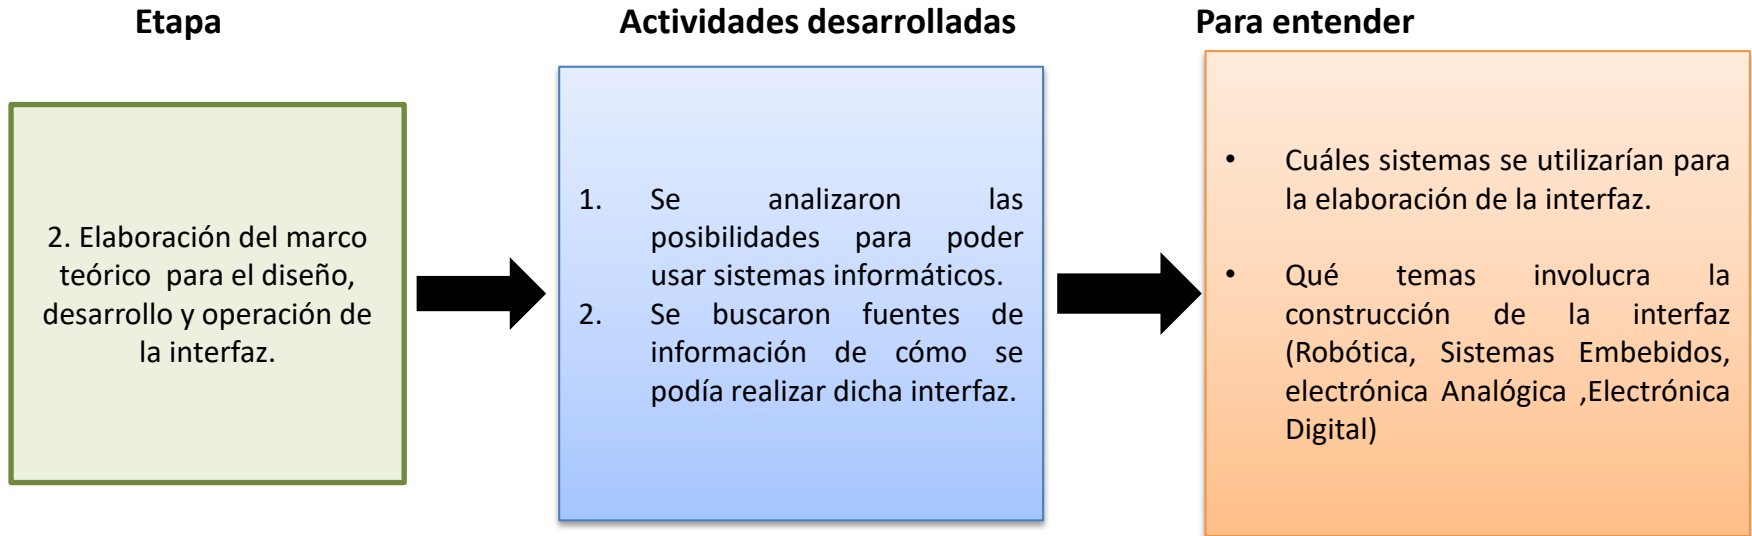 Etapa
Actividades desarrolladas
Para entender
2. Elaboración del marco
teórico para el diseño,
desarrollo y operación de
la interfaz.
1. Se analizaron las
posibilidades para poder
usar sistemas informáticos.
2. Se buscaron fuentes de
información de cómo se
podía realizar dicha interfaz.
• Cuáles sistemas se utilizarían para
la elaboración de la interfaz.
• Qué temas involucra la
construcción de la interfaz
(Robótica, Sistemas Embebidos,
electrónica Analógica ,Electrónica
Digital)